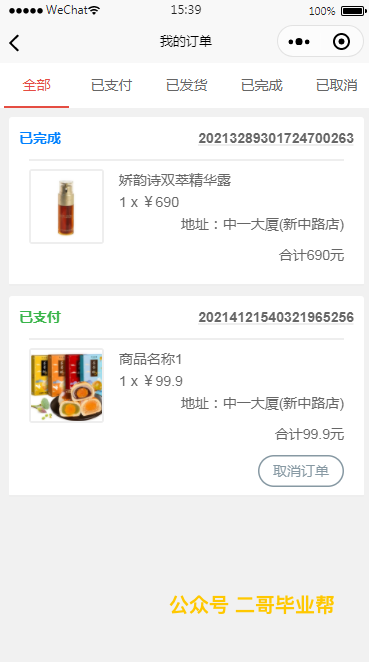 WeChat 15:39 100%
我的订单
全部 已支付 已发货 已完成 已取消
已完成 20213289301724700263
娇韵诗双萃精华露
1 x ¥690
地址:中一大厦(新中路店)
合计690元
已支付 20214121540321965256
商品名称1
1 x ¥99.9
地址:中一大厦(新中路店)
合计99.9元
取消订单
公众号 二哥毕业帮